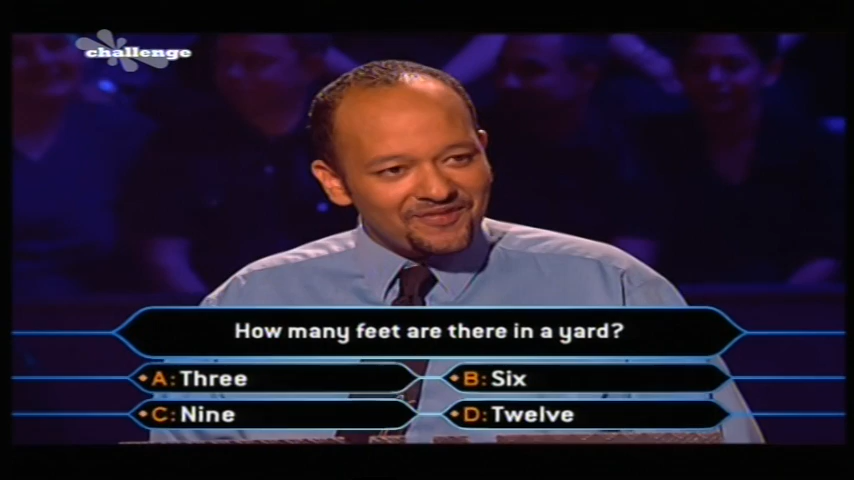 challenge
How many feet are there in a yard?
A: Three
B: Six
C: Nine
D: Twelve